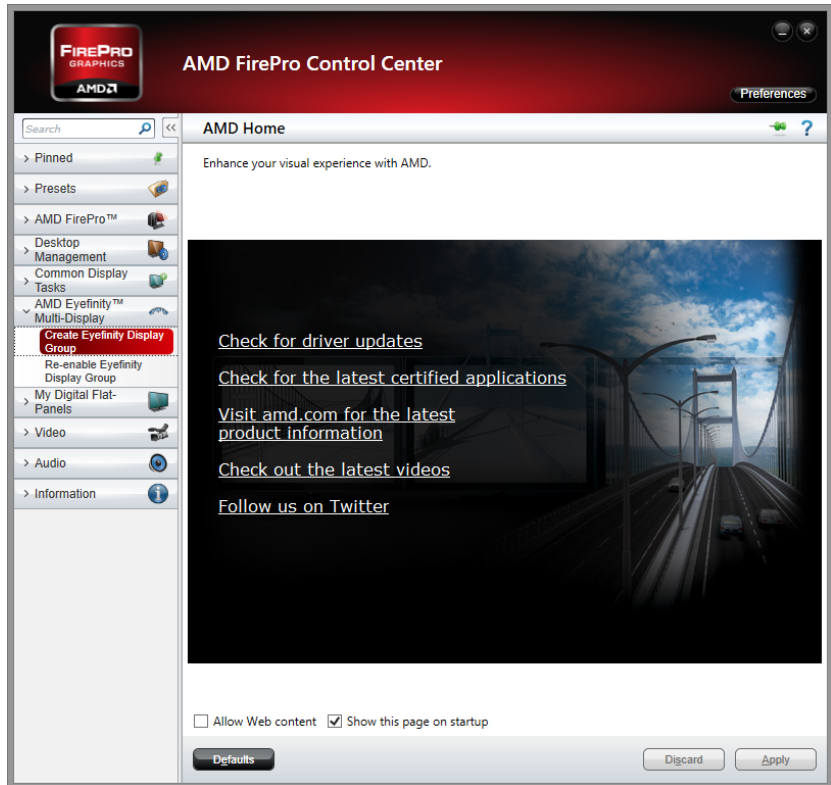 FIREPRO
GRAPHICS
AMD
AMD FirePro Control Center
Preferences
Search
<<
AMD Home
?
> Pinned
> Presets
> AMD FirePro™
> Desktop
Management
> Common Display
Tasks
AMD Eyefinity™
Multi-Display
Create Eyefinity Display
Group
Re-enable Eyefinity
Display Group
> My Digital Flat-
Panels
> Video
> Audio
> Information
Enhance your visual experience with AMD.
Check for driver updates
Check for the latest certified applications
Visit amd.com for the latest
product information
Check out the latest videos
Follow us on Twitter
Allow Web content
Show this page on startup
Defaults
Discard
Apply